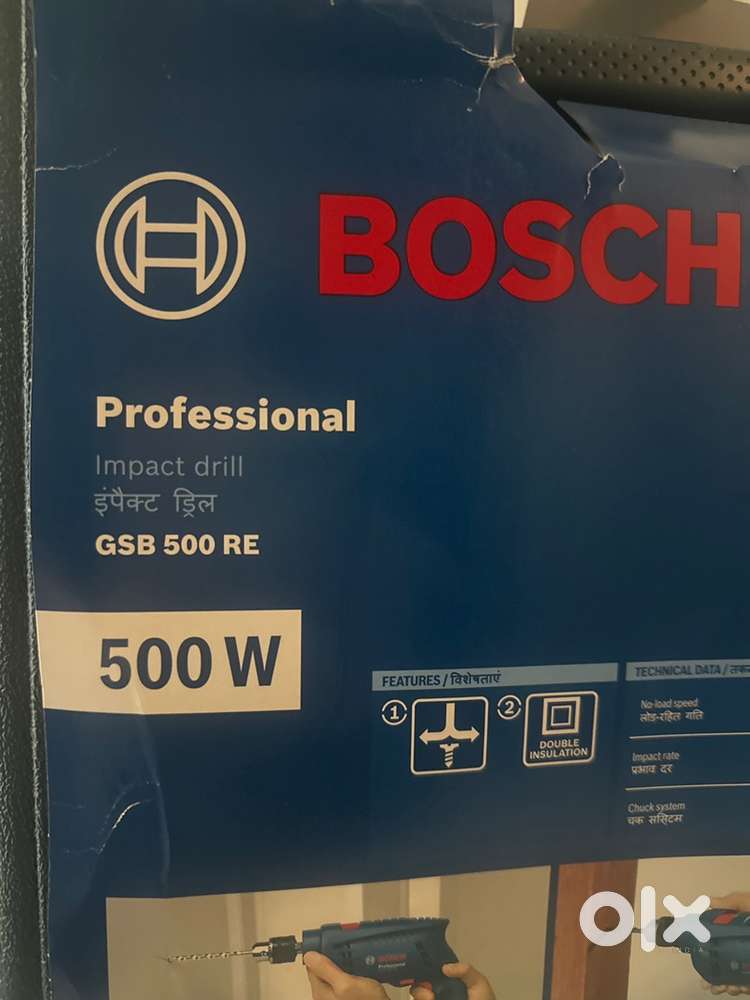 BOSCH
Professional
Impact drill
इंपैक्ट ड्रिल
GSB 500 RE
500 W
FEATURES / विशेषताएं
1
2
DOUBLE
INSULATION
TECHNICAL DATA /
No-load speed
लोड-रहित गति
Impact rate
प्रभाव दर
Chuck system
चक सिस्टम
BOSCH
Professional
olx